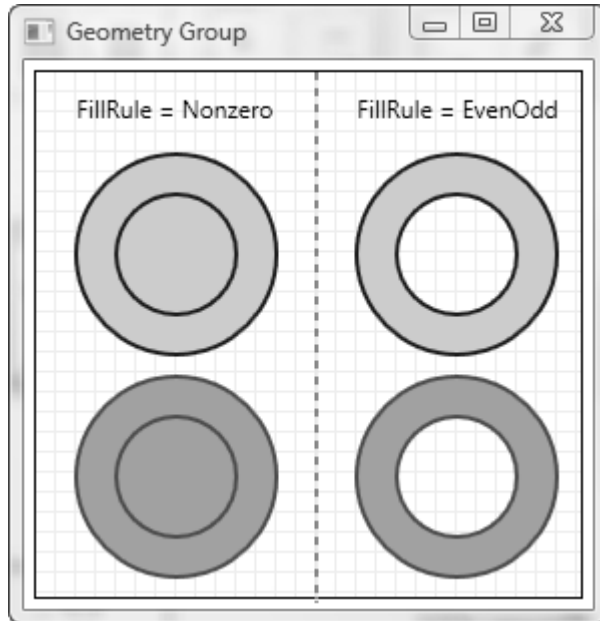 Geometry Group
FillRule = Nonzero
FillRule = EvenOdd